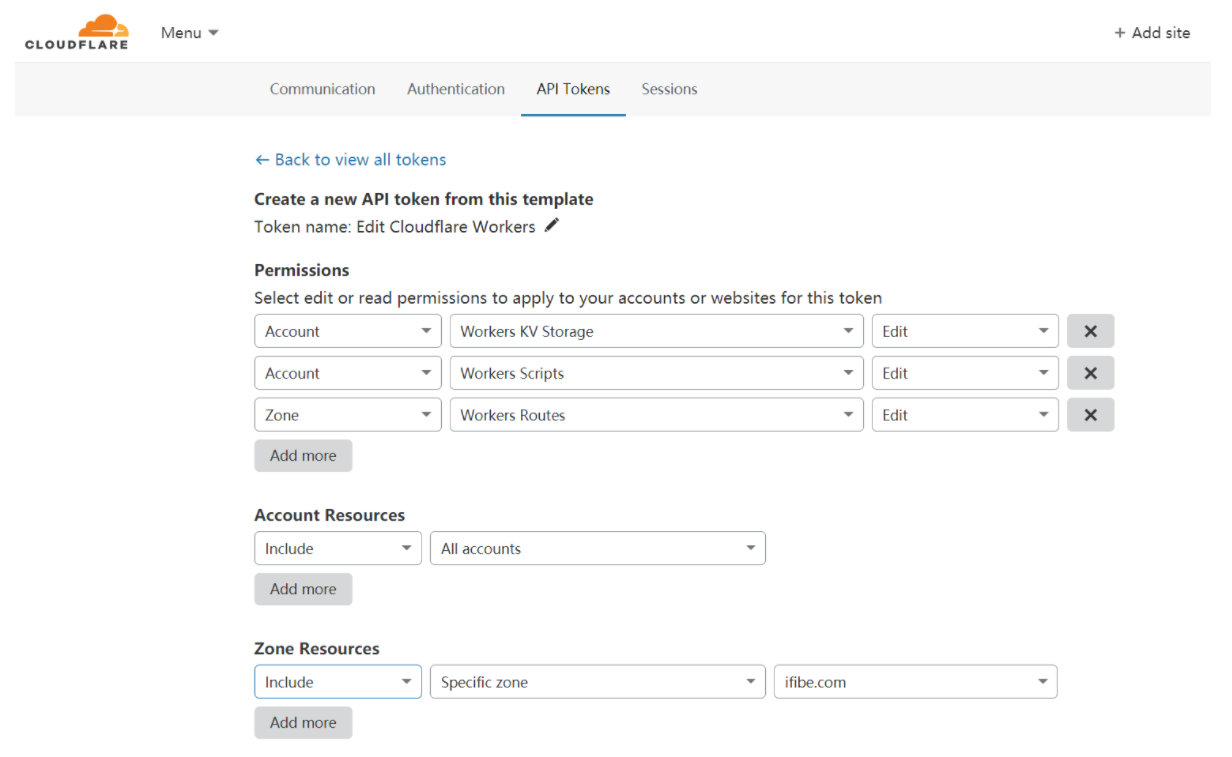 CLOUDFLARE Menu + Add site
Communication Authentication API Tokens Sessions
← Back to view all tokens
Create a new API token from this template
Token name: Edit Cloudflare Workers
Permissions
Select edit or read permissions to apply to your accounts or websites for this token
Account Workers KV Storage Edit
Account Workers Scripts Edit
Zone Workers Routes Edit
Add more
Account Resources
Include All accounts
Add more
Zone Resources
Include Specific zone ifibe.com
Add more